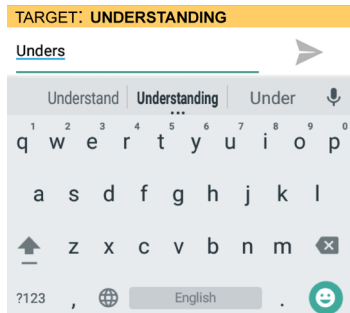 TARGET: UNDERSTANDING
Unders
Understand Understanding Under
1 2 3 4 5 6 7 8 9 0
q w e r t y u i o p
a s d f g h j k l
z x c v b n m
?123 , English .